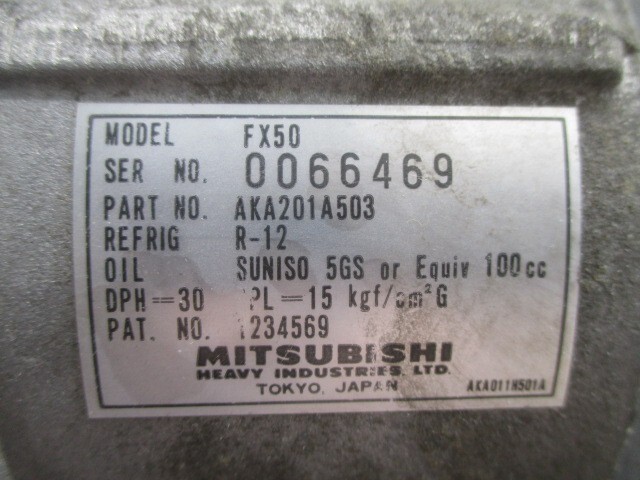 MODEL FX50
SER NO. 0066469
PART NO. AKA201A503
REFRIG R-12
OIL SUNISO 5GS or Equiv 100cc
DPH=30 PL=15 kgf/cm²G
PAT. NO. 1234569
MITSUBISHI
HEAVY INDUSTRIES, LTD.
TOKYO, JAPAN AKA011H501A